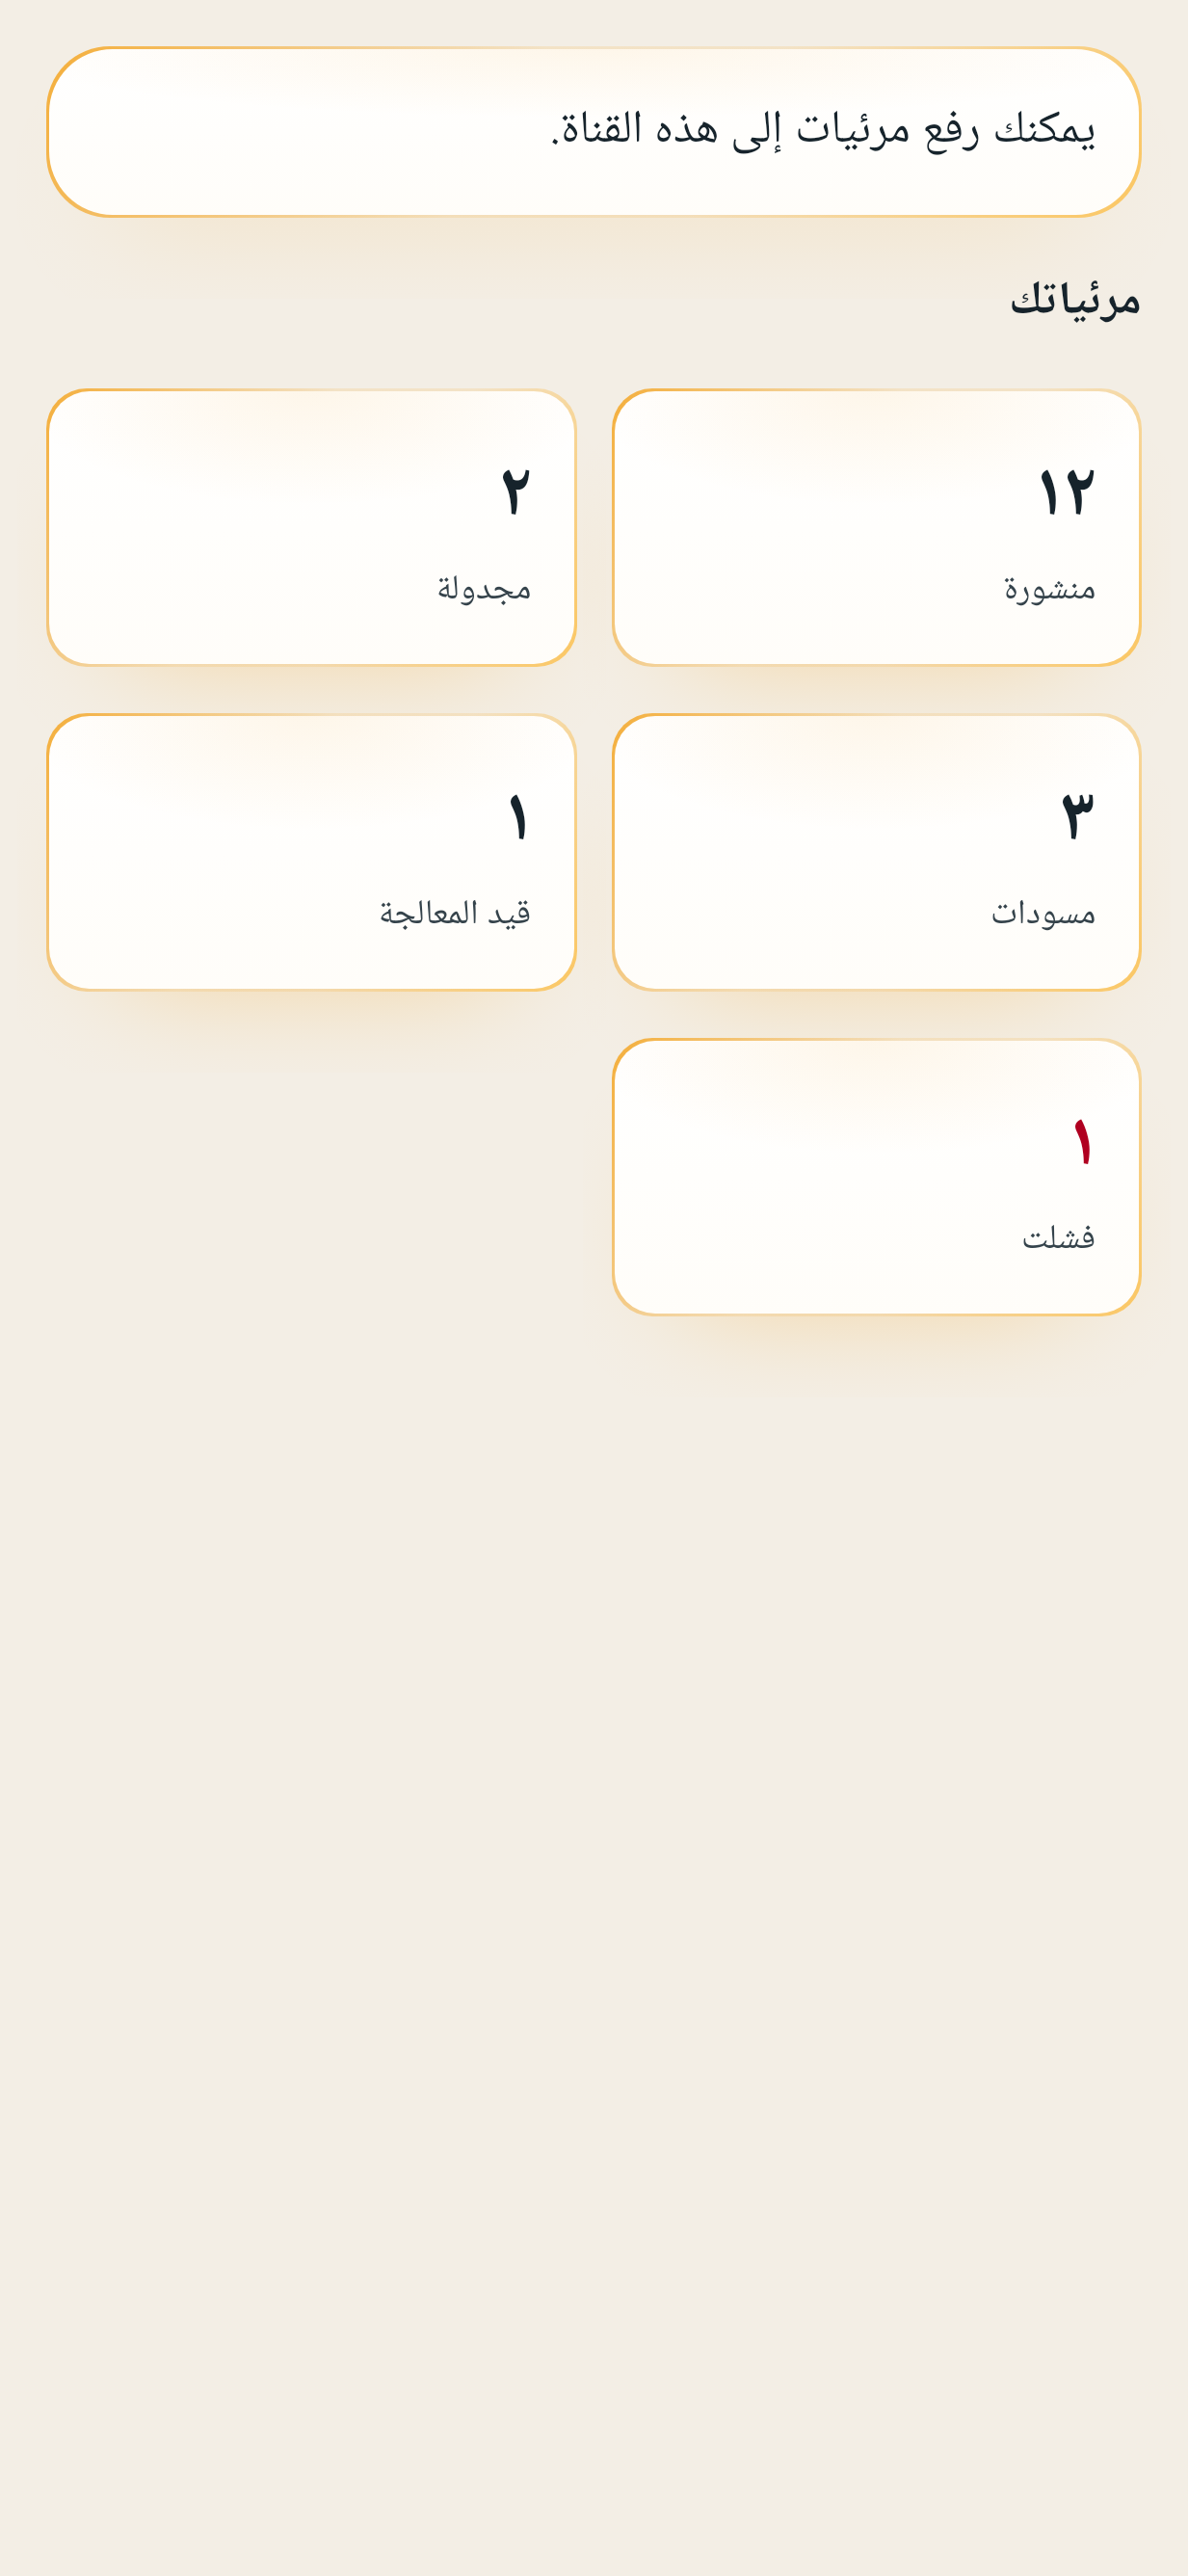 يمكنك رفع مرئيات إلى هذه القناة.
مرئياتك
١٢
منشورة
٢
مجدولة
٣
مسودات
١
قيد المعالجة
١
فشلت